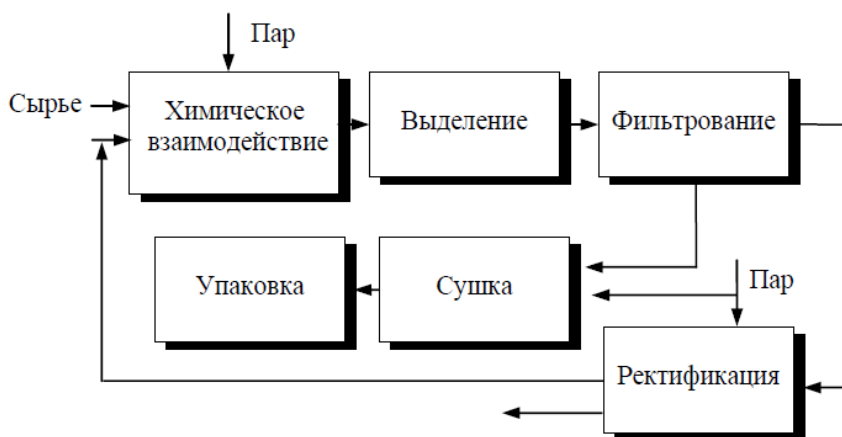 Пар
Сырье
Химическое
взаимодействие
Выделение
Фильтрование
Упаковка
Сушка
Пар
Ректификация